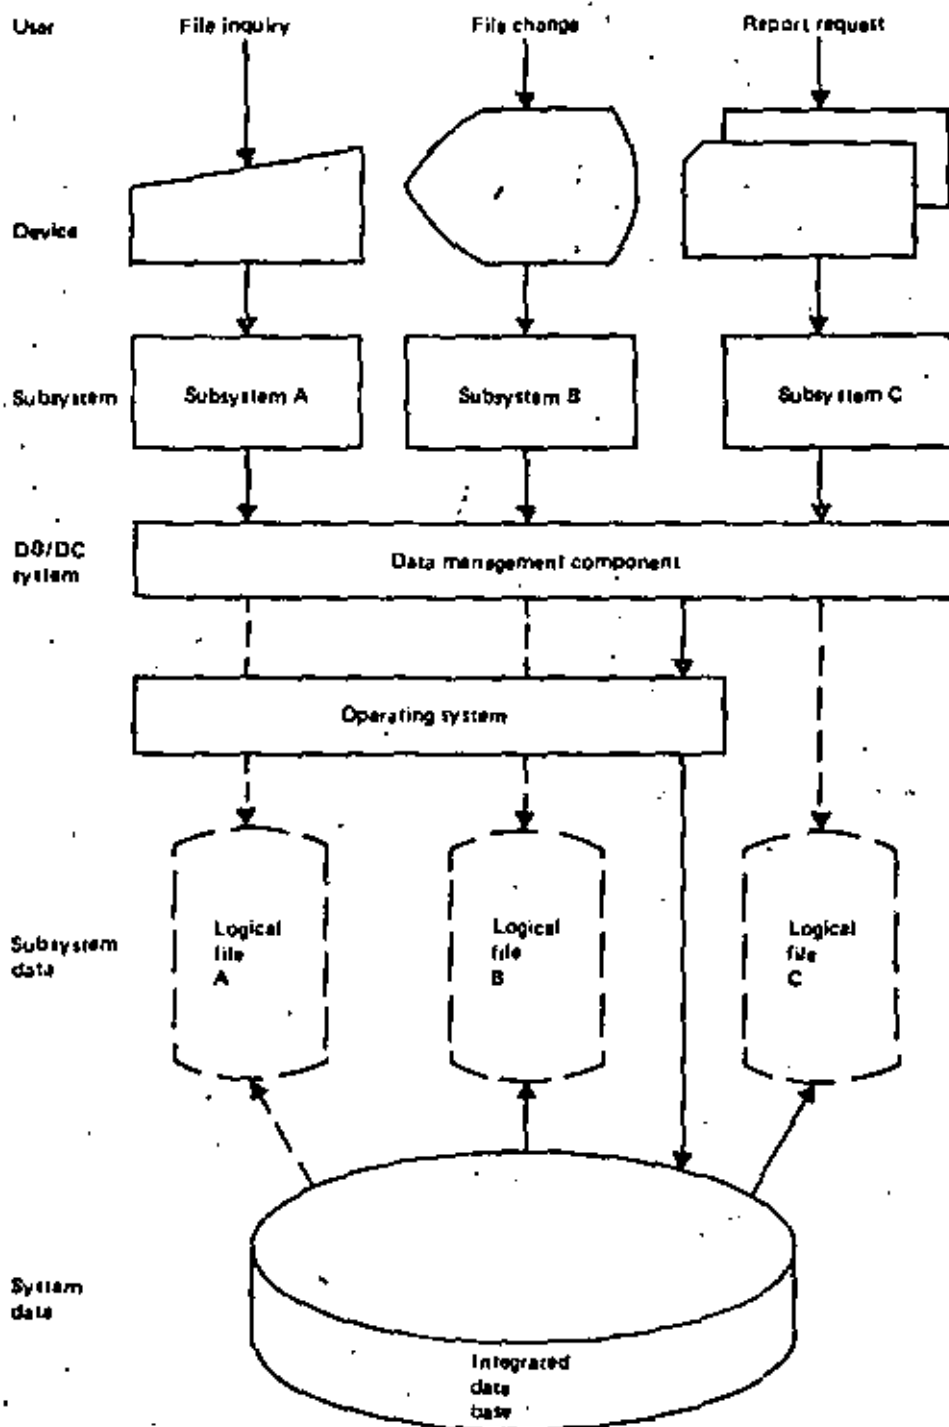 User File inquiry File change Report request
Device
Subsystem Subsystem A Subsystem B Subsystem C
DB/DC
system
Data management component
Operating system
Subsystem
data
Logical
file
A
Logical
file
B
Logical
file
C
System
data
Integrated
data
base